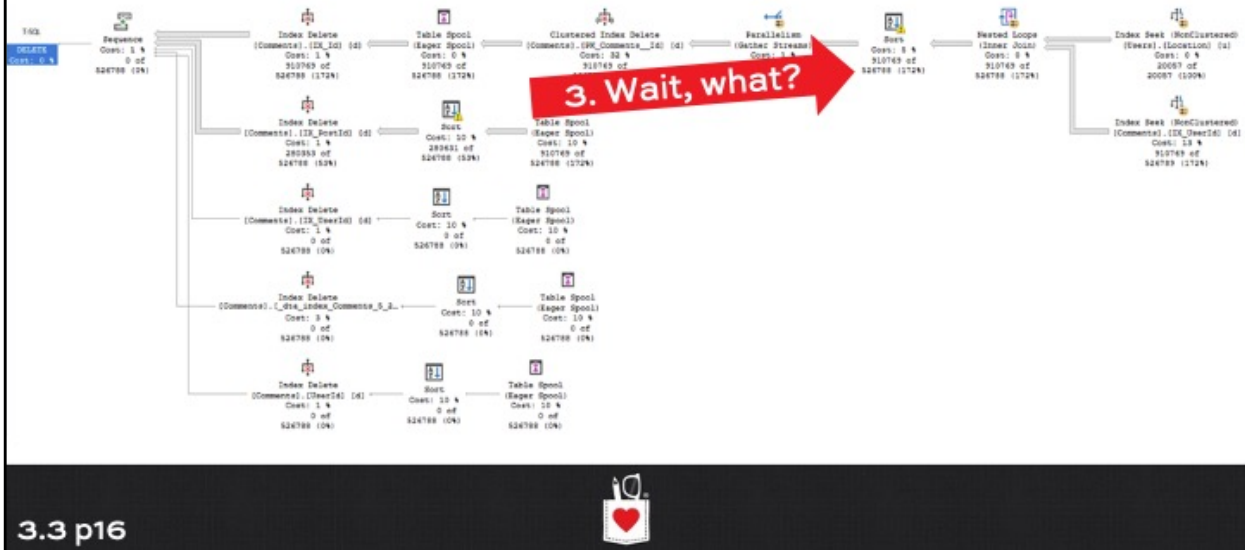 T-SQL
DELETE
Cost: 0 %
Sequence
Cost: 1 %
0 of
526788 (0%)
Index Delete
[Comments].[IX_Id] [d]
Cost: 1 %
910769 of
526788 (172%)
Table Spool
(Eager Spool)
Cost: 0 %
910769 of
526788 (172%)
Clustered Index Delete
[Comments].[PK_Comments__Id] [d]
Cost: 32 %
910769 of
Parallelism
(Gather Streams)
Cost: 1 %
Sort
Cost: 5 %
910769 of
526788 (172%)
Nested Loops
(Inner Join)
Cost: 0 %
910769 of
526788 (172%)
Index Seek (NonClustered)
[Users].[Location] [u]
Cost: 0 %
20057 of
20057 (100%)
3. Wait, what?
Index Delete
[Comments].[IX_PostId] [d]
Cost: 1 %
280353 of
526788 (53%)
Sort
Cost: 10 %
280631 of
526788 (53%)
Table Spool
(Eager Spool)
Cost: 10 %
910769 of
526788 (172%)
Index Seek (NonClustered)
[Comments].[IX_UserId] [d]
Cost: 13 %
910769 of
526789 (172%)
Index Delete
[Comments].[IX_UserId] [d]
Cost: 1 %
0 of
526788 (0%)
Sort
Cost: 10 %
0 of
526788 (0%)
Table Spool
(Eager Spool)
Cost: 10 %
0 of
526788 (0%)
Index Delete
[Comments].[_dta_index_Comments_5_2…
Cost: 3 %
0 of
526788 (0%)
Sort
Cost: 10 %
0 of
526788 (0%)
Table Spool
(Eager Spool)
Cost: 10 %
0 of
526788 (0%)
Index Delete
[Comments].[UserId] [d]
Cost: 1 %
0 of
526788 (0%)
Sort
Cost: 10 %
0 of
526788 (0%)
Table Spool
(Eager Spool)
Cost: 10 %
0 of
526788 (0%)
3.3 p16